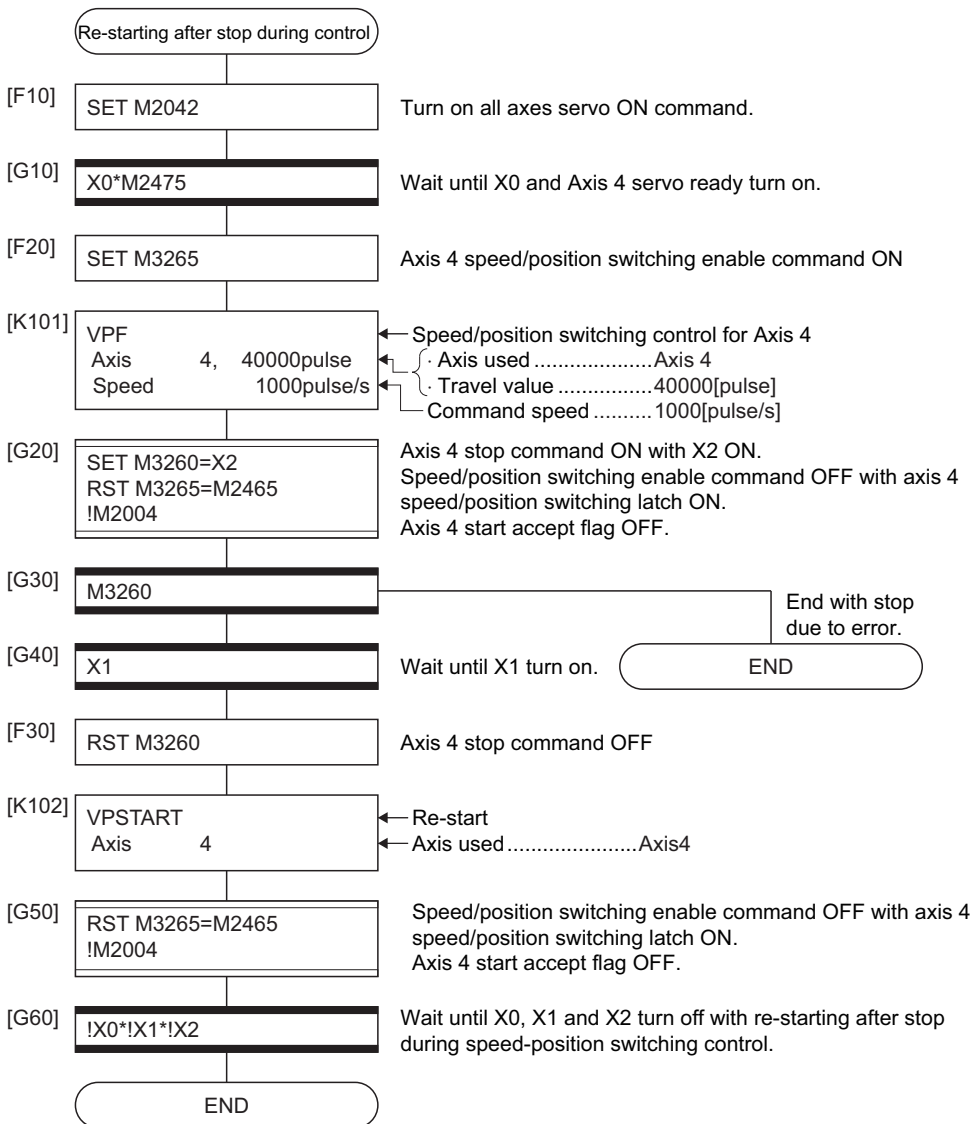 Re-starting after stop during control
[F10]
SET M2042
Turn on all axes servo ON command.
[G10]
X0*M2475
Wait until X0 and Axis 4 servo ready turn on.
[F20]
SET M3265
Axis 4 speed/position switching enable command ON
[K101]
VPF
Axis 4, 40000pulse
Speed 1000pulse/s
Speed/position switching control for Axis 4
· Axis used ...................Axis 4
· Travel value .................40000[pulse]
Command speed ..........1000[pulse/s]
[G20]
SET M3260=X2
RST M3265=M2465
!M2004
Axis 4 stop command ON with X2 ON.
Speed/position switching enable command OFF with axis 4
speed/position switching latch ON.
Axis 4 start accept flag OFF.
[G30]
M3260
End with stop
due to error.
[G40]
X1
Wait until X1 turn on.
END
[F30]
RST M3260
Axis 4 stop command OFF
[K102]
VPSTART
Axis 4
Re-start
Axis used ......................Axis4
[G50]
RST M3265=M2465
!M2004
Speed/position switching enable command OFF with axis 4
speed/position switching latch ON.
Axis 4 start accept flag OFF.
[G60]
!X0*!X1*!X2
Wait until X0, X1 and X2 turn off with re-starting after stop
during speed-position switching control.
END